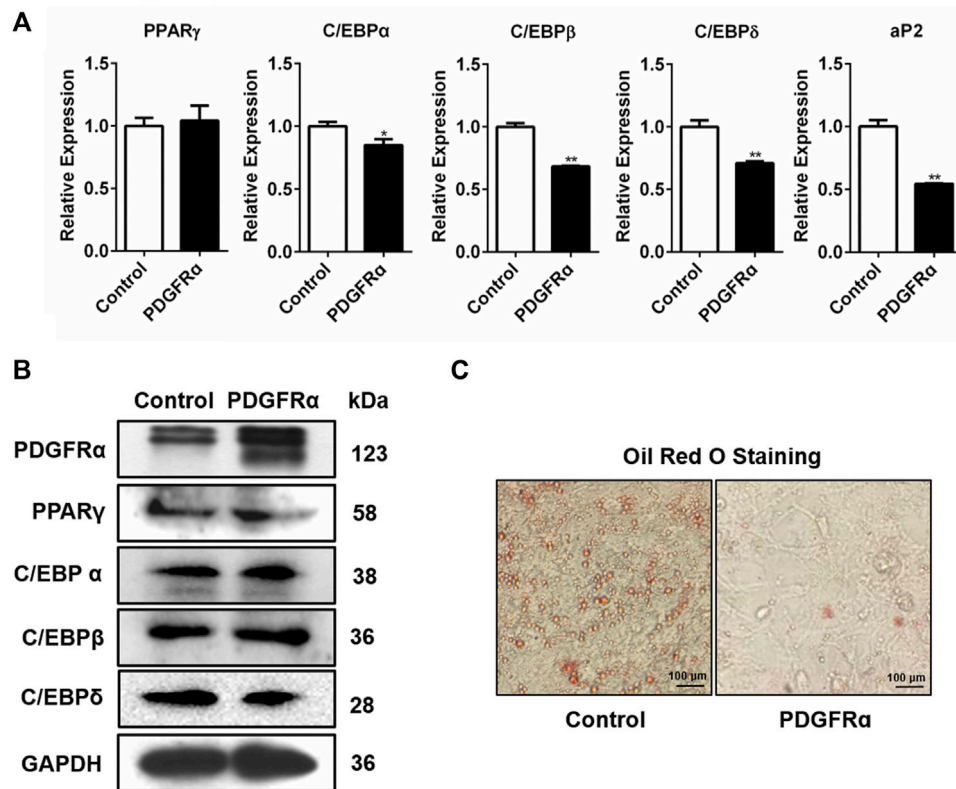 A
PPARγ
C/EBPα
C/EBPβ
C/EBPδ
aP2
Relative Expression
1.5
1.0
0.5
0.0
Control
PDGFRα
Relative Expression
1.5
1.0
*
0.5
0.0
Control
PDGFRα
Relative Expression
1.5
1.0
**
0.5
0.0
Control
PDGFRα
Relative Expression
1.5
1.0
**
0.5
0.0
Control
PDGFRα
Relative Expression
1.5
1.0
**
0.5
0.0
Control
PDGFRα
B
Control PDGFRα kDa
PDGFRα 123
PPARγ 58
C/EBP α 38
C/EBPβ 36
C/EBPδ 28
GAPDH 36
C
Oil Red O Staining
100 μm
100 μm
Control
PDGFRα